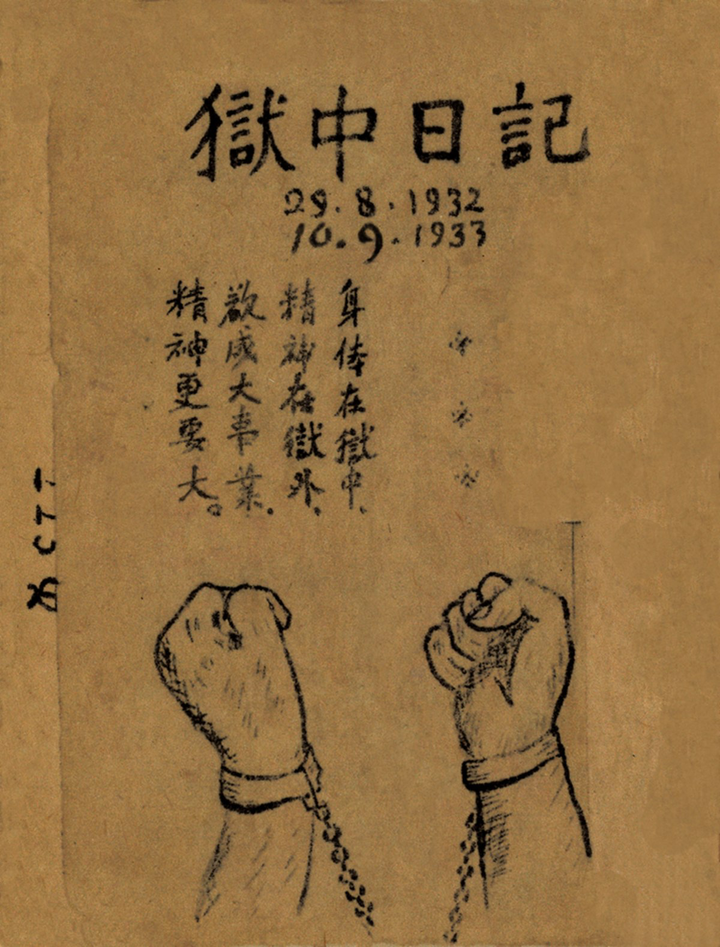 獄中日記
29.8.1932
10.9.1933
身体在獄中.
精神在獄外.
欲成大事業.
精神更要大。